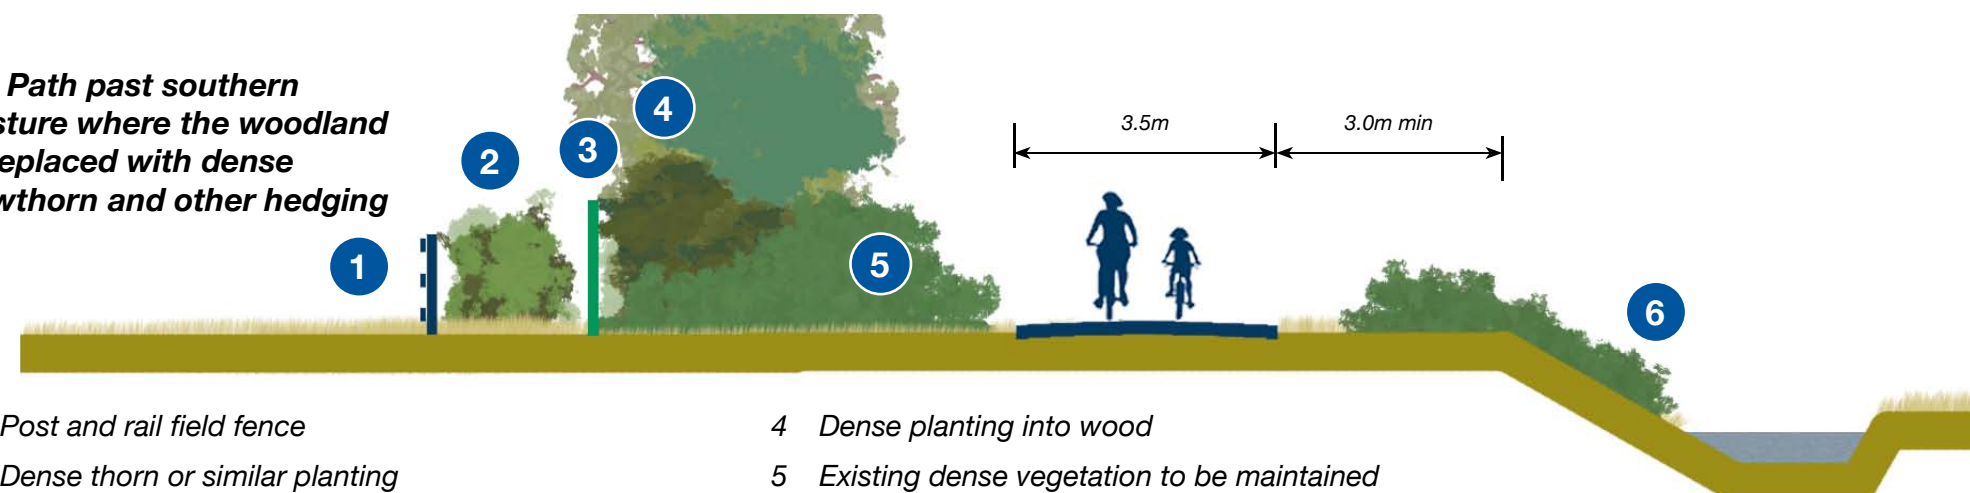 Path past southern
sture where the woodland
eplaced with dense
wthorn and other hedging
1
2
3
4
5
6
3.5m
3.0m min
Post and rail field fence
Dense thorn or similar planting
4 Dense planting into wood
5 Existing dense vegetation to be maintained